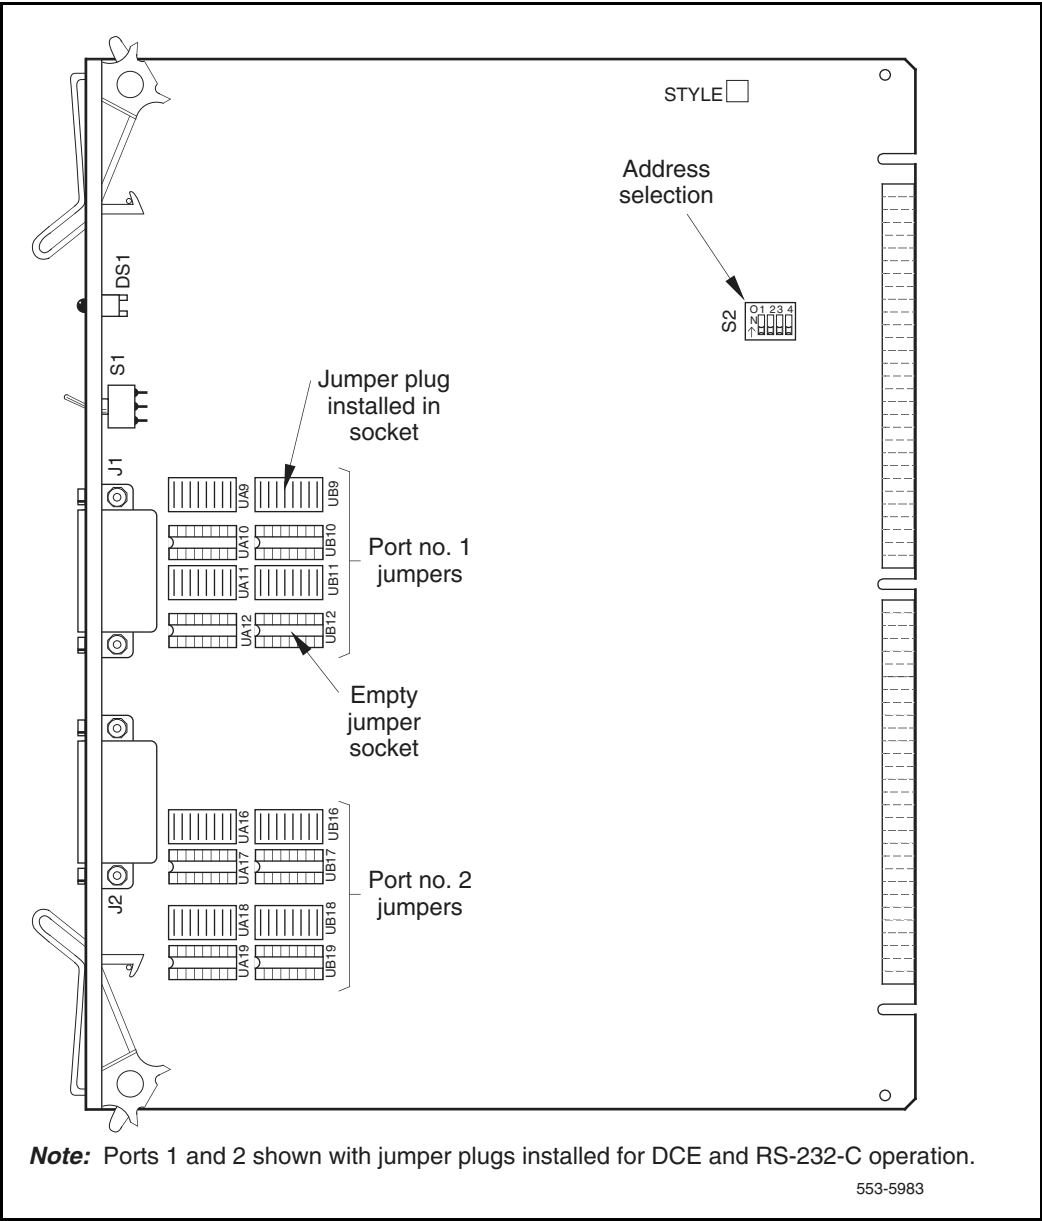 STYLE
Address
selection
DS1
S2
O1 2 3 4
N
S1
Jumper plug
installed in
socket
J1
UA9
UB9
UA10
UB10
Port no. 1
jumpers
UA11
UB11
UA12
UB12
Empty
jumper
socket
UA16
UB16
UA17
UB17
Port no. 2
jumpers
J2
UA18
UB18
UA19
UB19
Note: Ports 1 and 2 shown with jumper plugs installed for DCE and RS-232-C operation.
553-5983